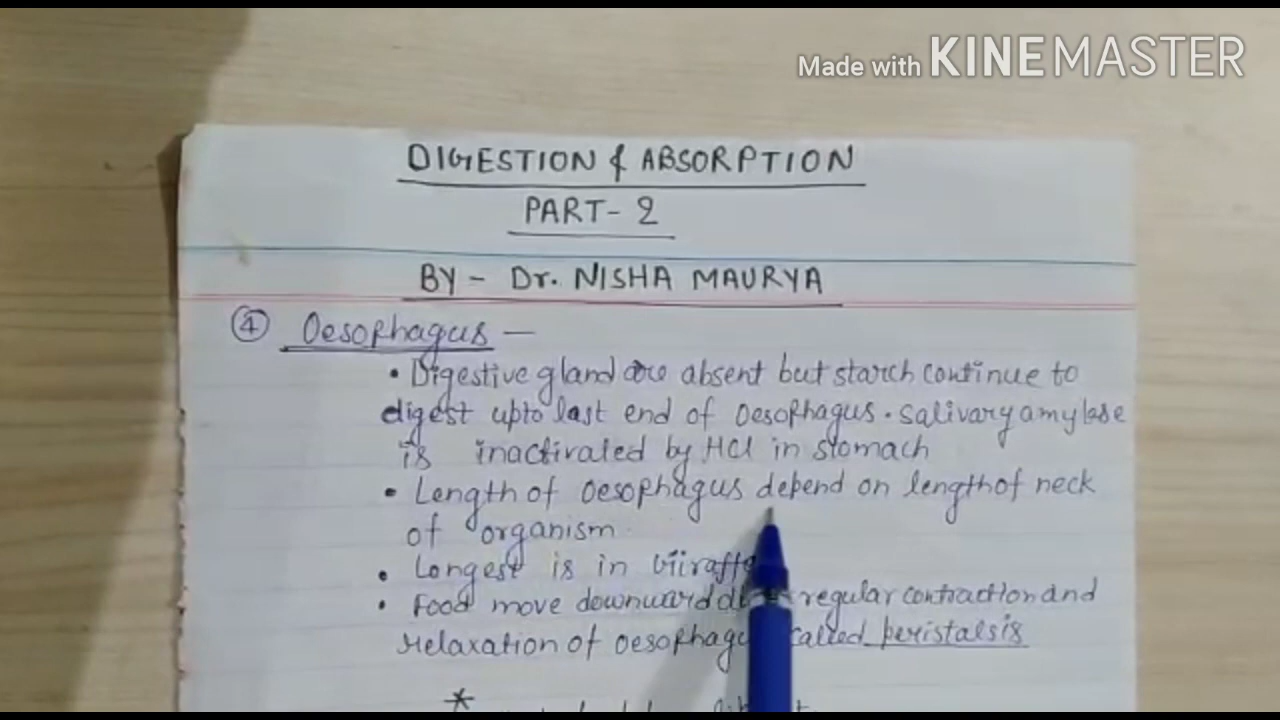 Made with KINEMASTER
DIGESTION & ABSORPTION
PART- 2
BY - Dr. NISHA MAURYA
④ Oesophagus —
• Digestive gland are absent but starch continue to
digest upto last end of oesophagus. salivary amylase
is inactivated by HCl in stomach
• Length of oesophagus depend on length of neck
of organism.
• Longest is in
• Food move downward regular contraction and
relaxation of called peristalsis
*